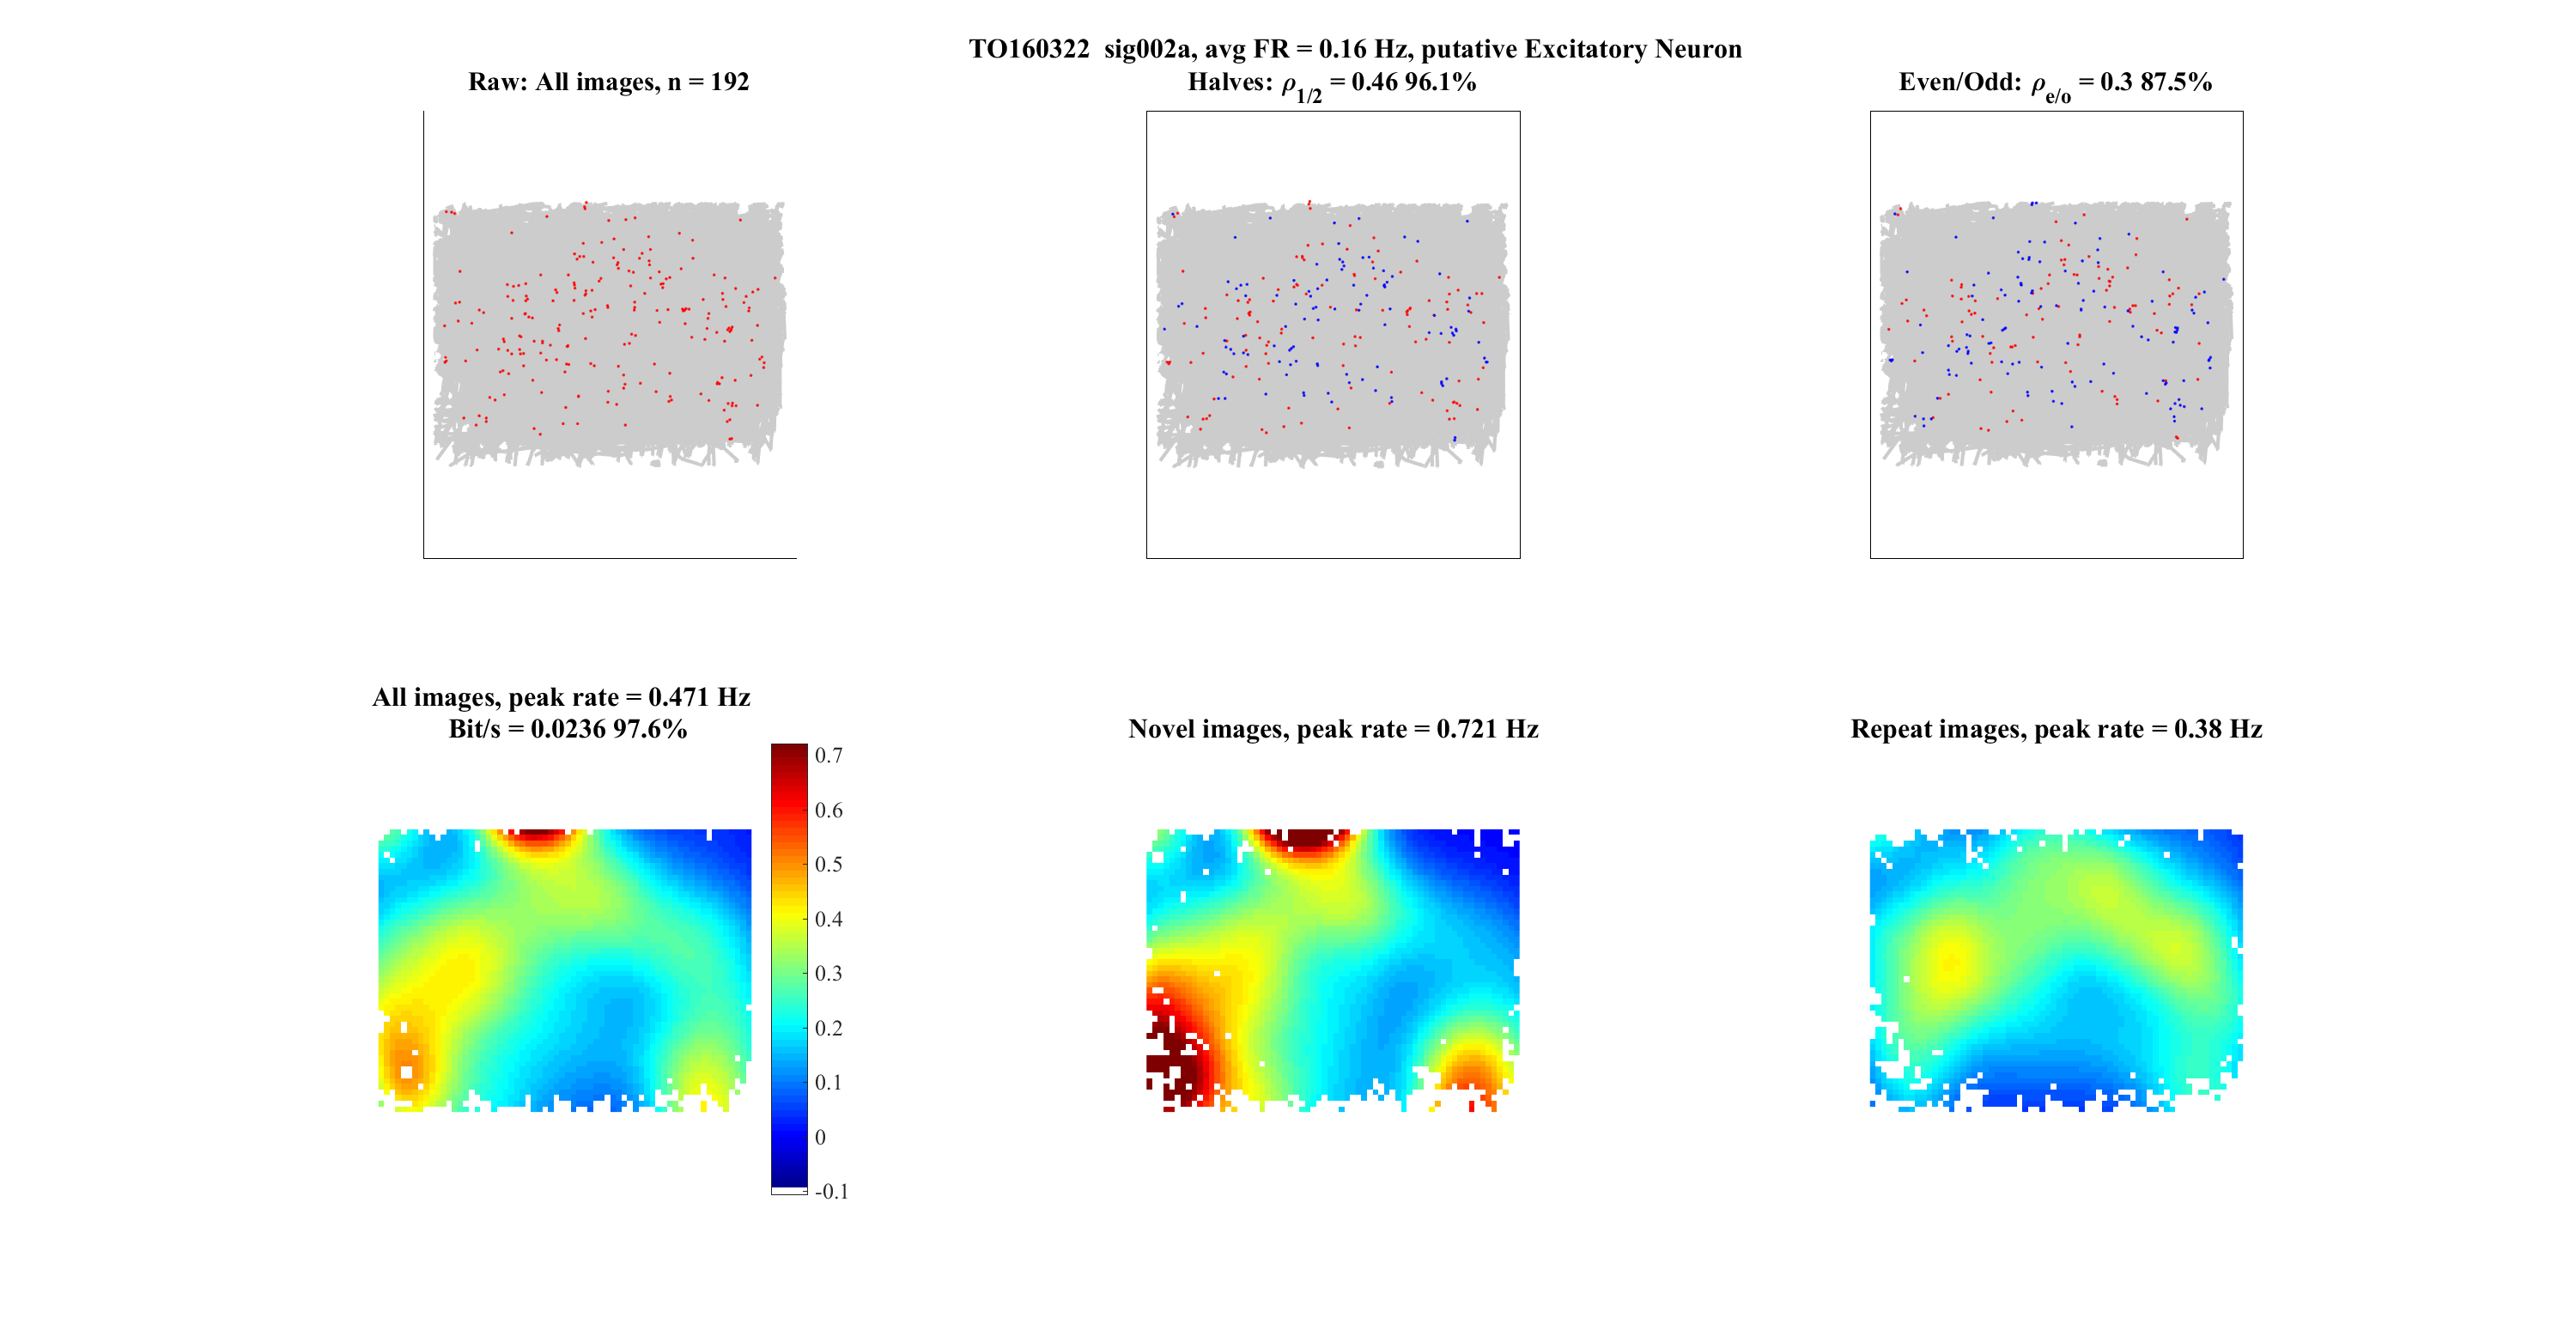 TO160322  sig002a, avg FR = 0.16 Hz, putative Excitatory Neuron
Raw: All images, n = 192
Halves: ρ1/2 = 0.46 96.1%
Even/Odd: ρe/o = 0.3 87.5%
All images, peak rate = 0.471 Hz
Bit/s = 0.0236 97.6%
Novel images, peak rate = 0.721 Hz
Repeat images, peak rate = 0.38 Hz
0.7
0.6
0.5
0.4
0.3
0.2
0.1
0
-0.1